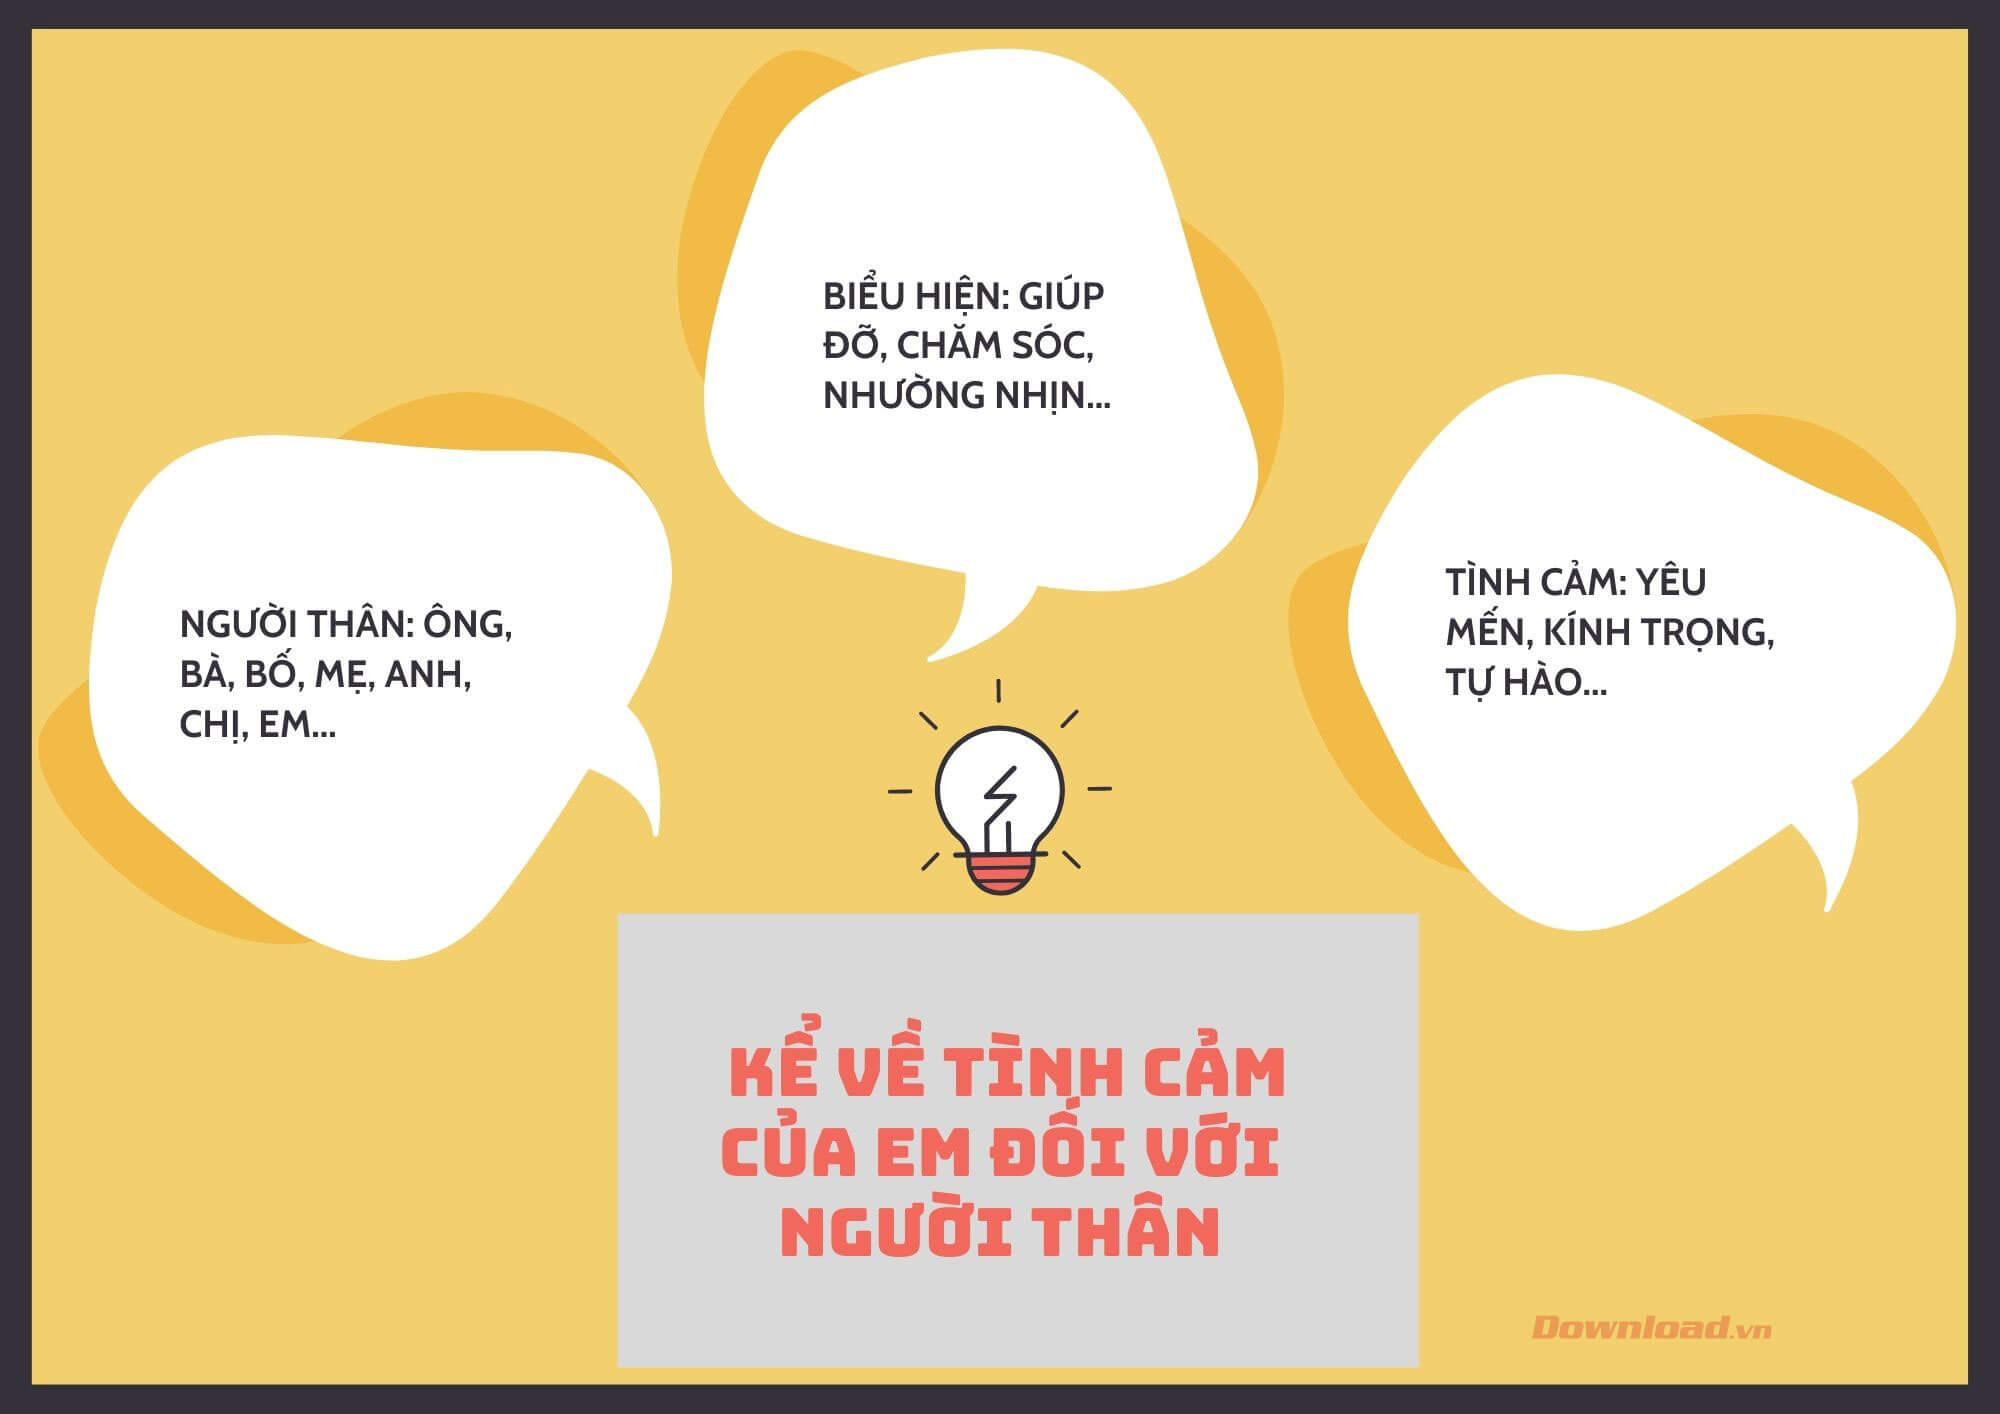 BIỂU HIỆN: GIÚP
ĐỠ, CHĂM SÓC,
NHƯỜNG NHỊN...
NGƯỜI THÂN: ÔNG,
BÀ, BỐ, MẸ, ANH,
CHỊ, EM...
TÌNH CẢM: YÊU
MẾN, KÍNH TRỌNG,
TỰ HÀO...
KỂ VỀ TÌNH CẢM
CỦA EM ĐỐI VỚI
NGƯỜI THÂN
Download.vn